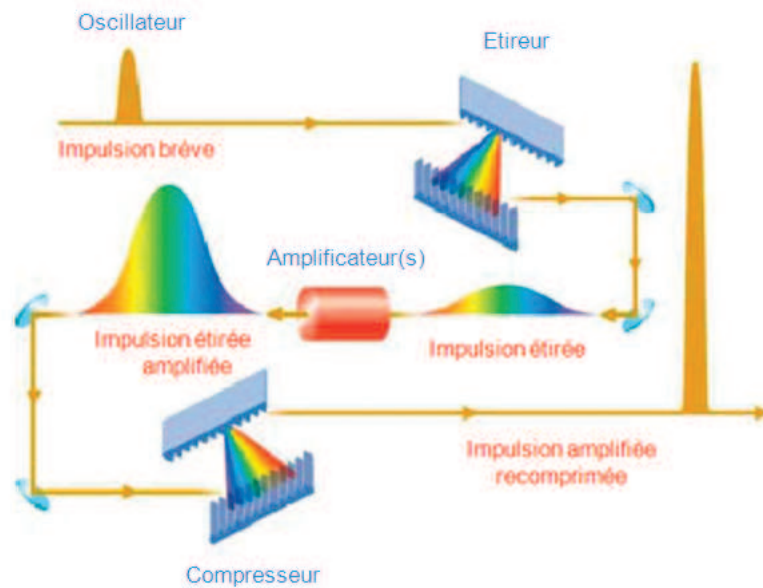 Oscillateur
Etireur
Impulsion brève
Amplificateur(s)
Impulsion étirée
amplifiée
Impulsion étirée
Impulsion amplifiée
recomprimée
Compresseur